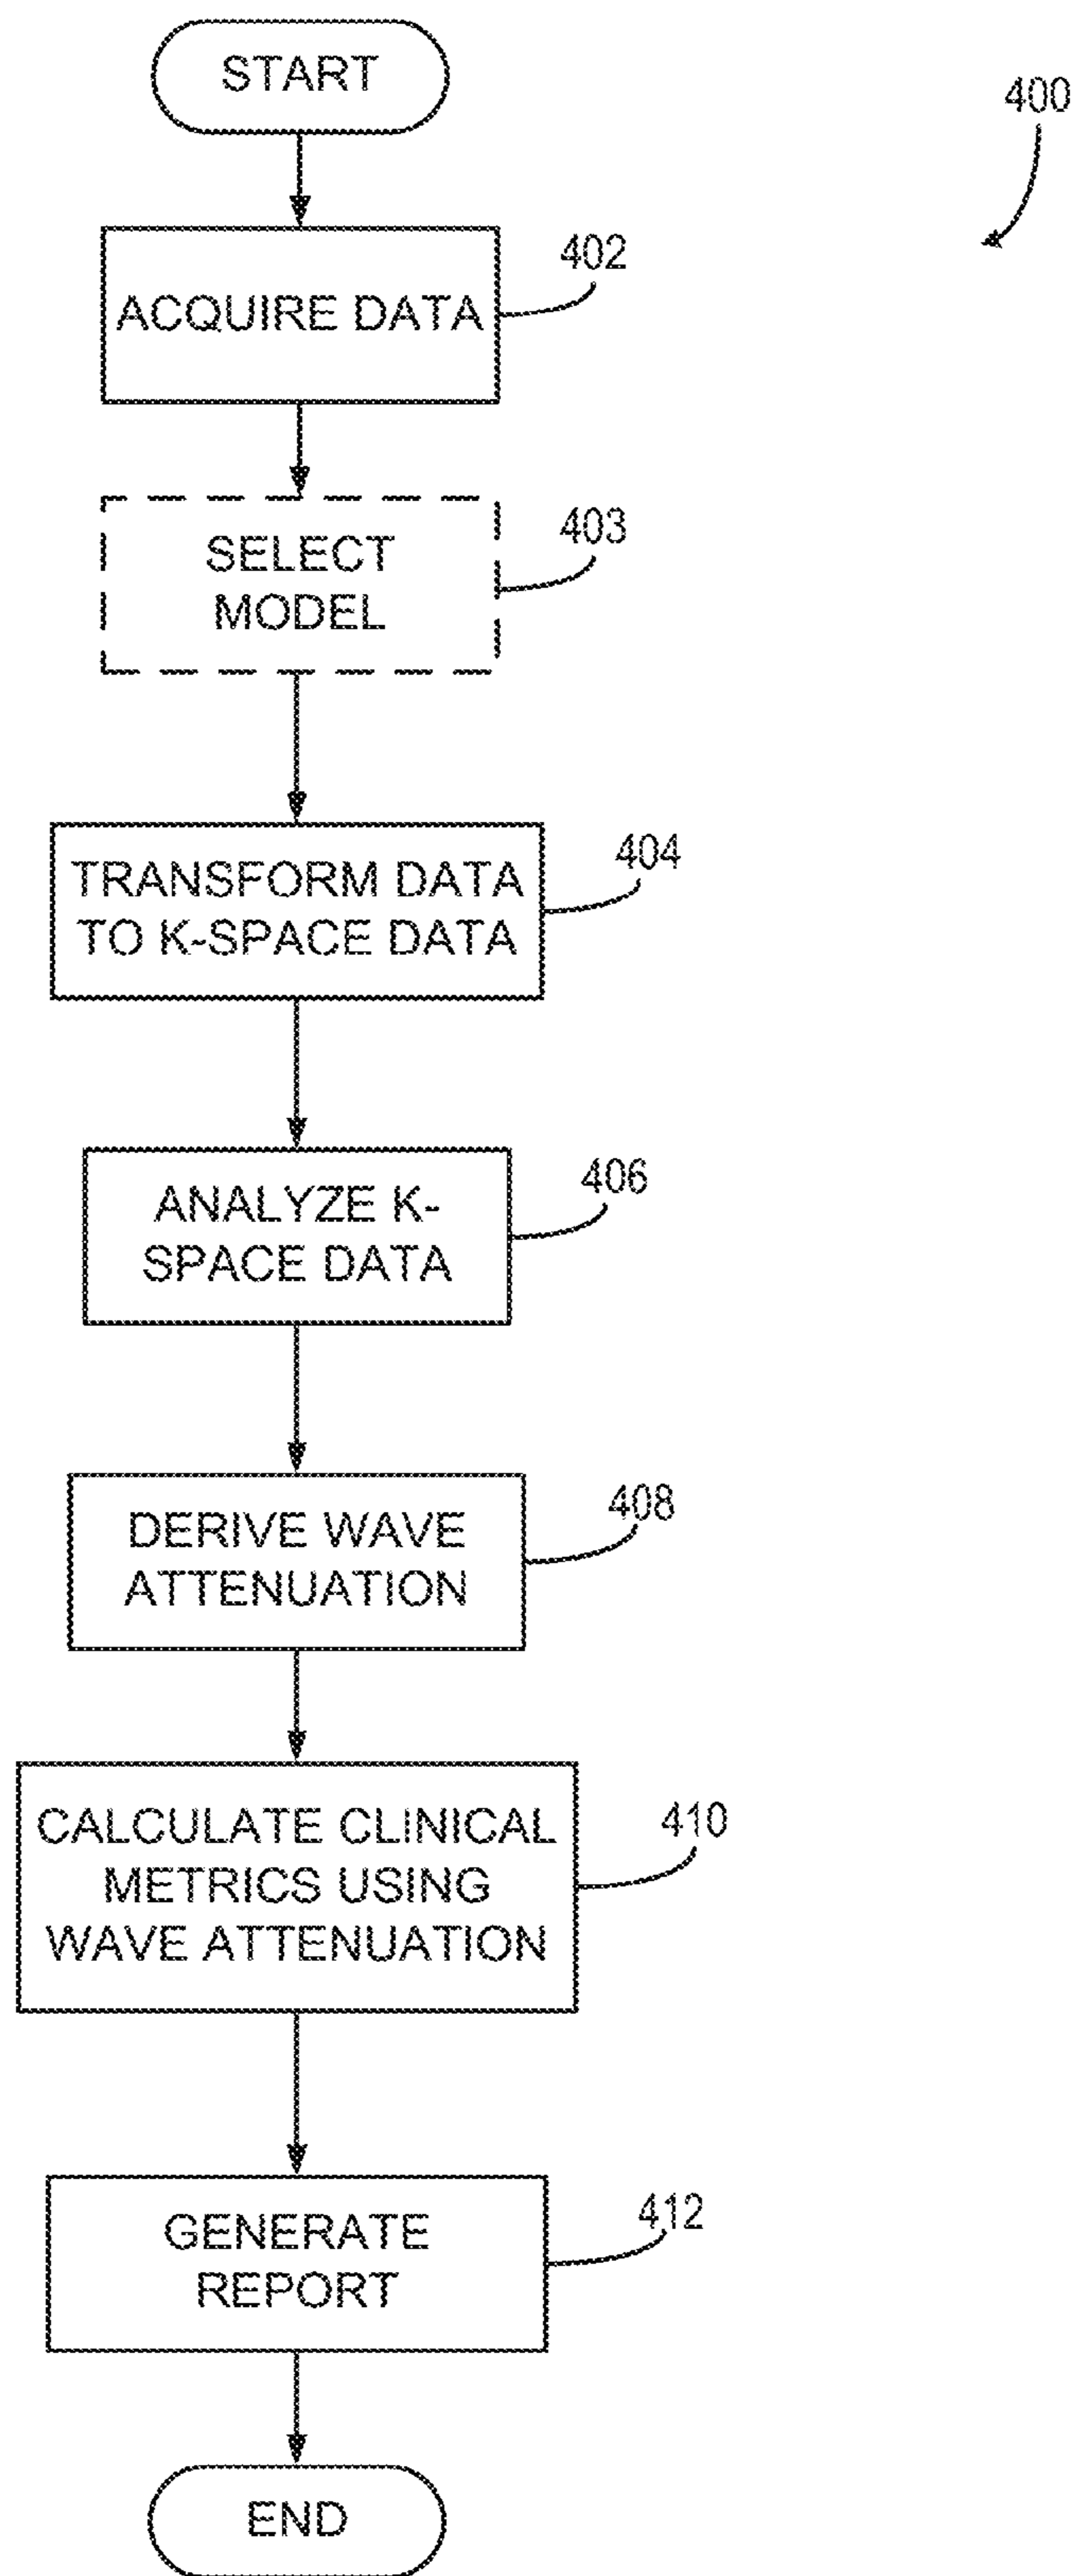 START
400
402
ACQUIRE DATA
403
SELECT
MODEL
404
TRANSFORM DATA
TO K-SPACE DATA
406
ANALYZE K-
SPACE DATA
408
DERIVE WAVE
ATTENUATION
410
CALCULATE CLINICAL
METRICS USING
WAVE ATTENUATION
412
GENERATE
REPORT
END